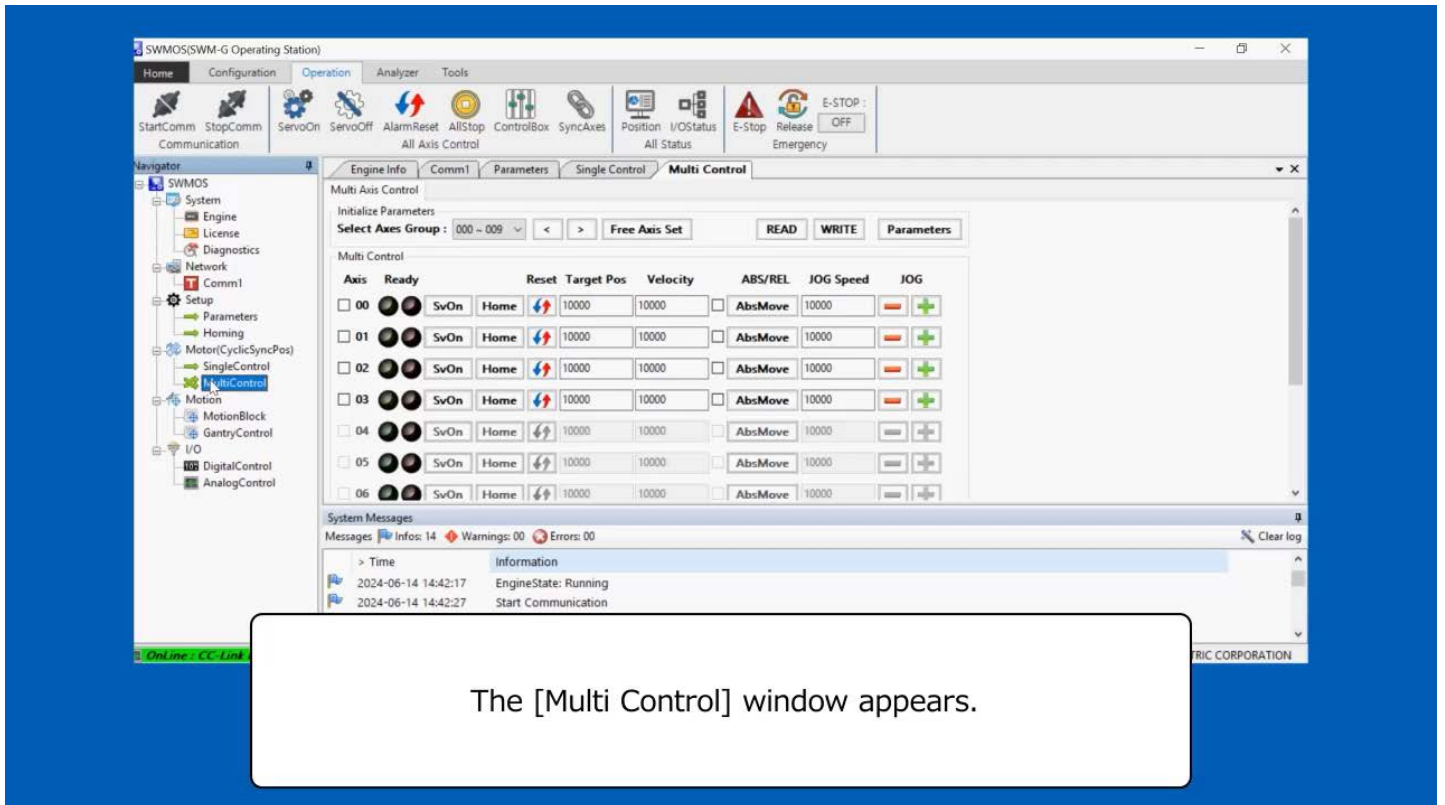 SWMOS(SWM-G Operating Station)
Home Configuration Operation Analyzer Tools
StartComm StopComm ServoOn ServoOff AlarmReset AllStop ControlBox SyncAxes Position I/OStatus E-Stop Release E-STOP : OFF
Communication All Axis Control All Status Emergency
Navigator
SWMOS
System
Engine
License
Diagnostics
Network
Comm1
Setup
Parameters
Homing
Motor(CyclicSyncPos)
SingleControl
MultiControl
Motion
MotionBlock
GantryControl
I/O
DigitalControl
AnalogControl
Engine Info Comm1 Parameters Single Control Multi Control
Multi Axis Control
Initialize Parameters
Select Axes Group : 000 ~ 009 < > Free Axis Set READ WRITE Parameters
Multi Control
Axis Ready Reset Target Pos Velocity ABS/REL JOG Speed JOG
00 SvOn Home 10000 10000 AbsMove 10000
01 SvOn Home 10000 10000 AbsMove 10000
02 SvOn Home 10000 10000 AbsMove 10000
03 SvOn Home 10000 10000 AbsMove 10000
04 SvOn Home 10000 10000 AbsMove 10000
05 SvOn Home 10000 10000 AbsMove 10000
06 SvOn Home 10000 10000 AbsMove 10000
System Messages
Messages Infos: 14 Warnings: 00 Errors: 00 Clear log
> Time Information
2024-06-14 14:42:17 EngineState: Running
2024-06-14 14:42:27 Start Communication
OnLine : CC-Link
TRIC CORPORATION
The [Multi Control] window appears.